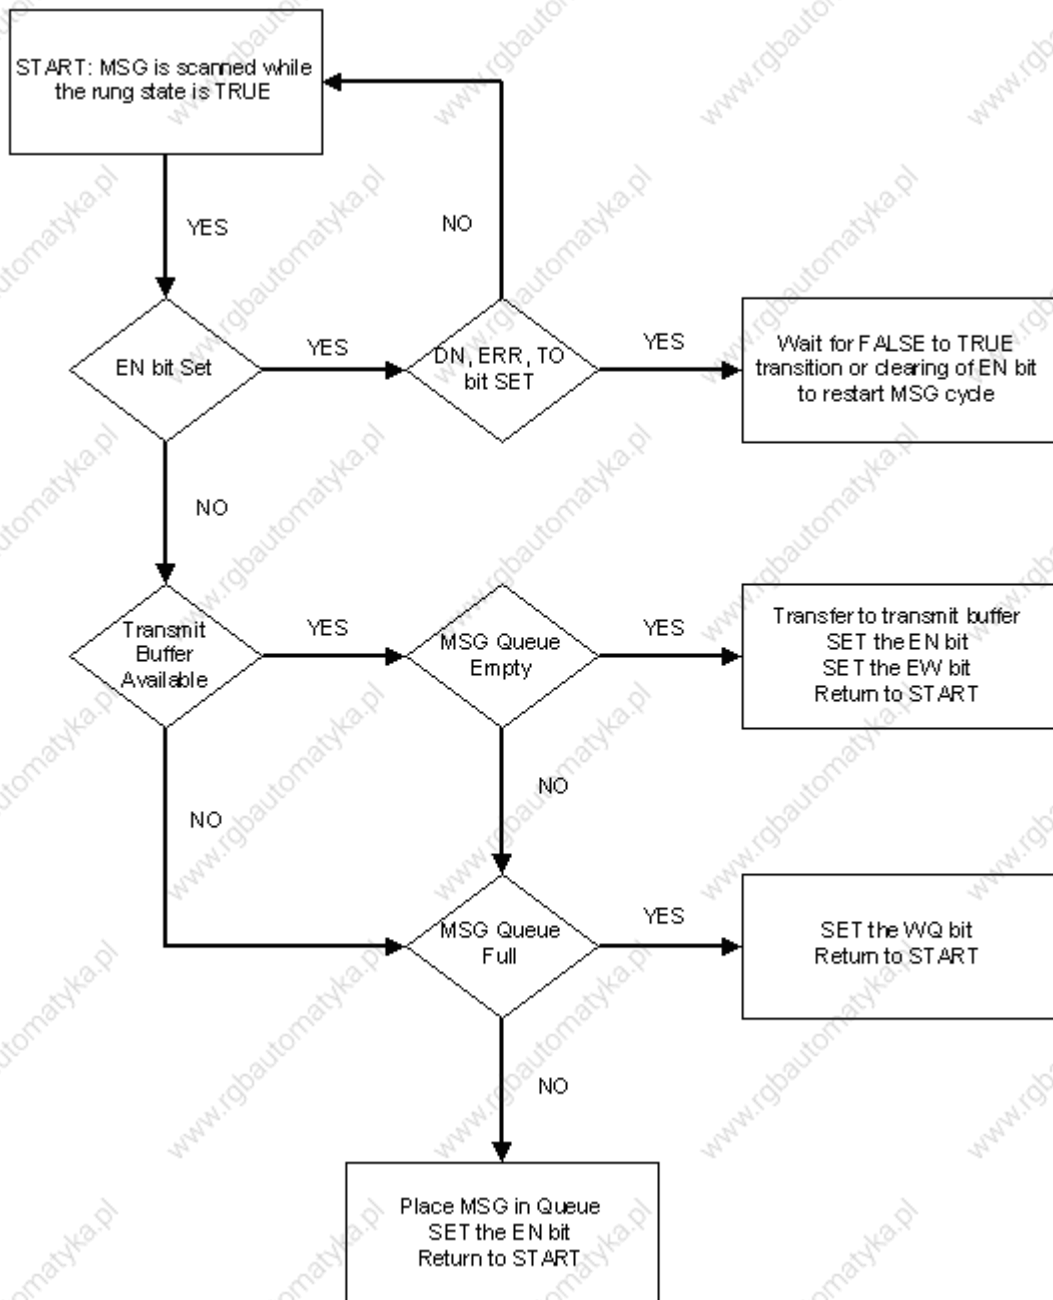 START: MSG is scanned while
the rung state is TRUE
YES
NO
EN bit Set
YES
DN, ERR, TO
bit SET
YES
Wait for FALSE to TRUE
transition or clearing of EN bit
to restart MSG cycle
NO
Transmit
Buffer
Available
YES
MSG Queue
Empty
YES
Transfer to transmit buffer
SET the EN bit
SET the EW bit
Return to START
NO
NO
MSG Queue
Full
YES
SET the WQ bit
Return to START
NO
Place MSG in Queue
SET the EN bit
Return to START
www.rgbautomatyka.pl